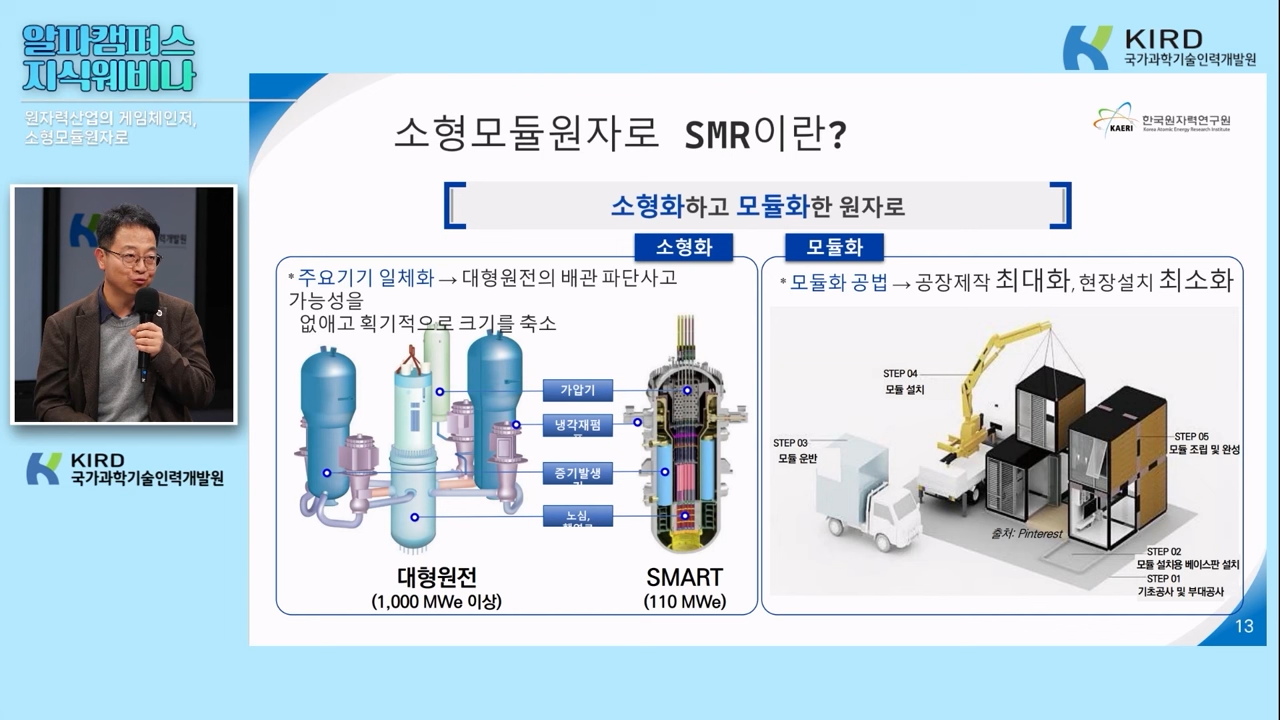 알파캠퍼스
지식웨비나
원자력산업의 게임체인저,
소형모듈원자로
KIRD
국가과학기술인력개발원
KAERI
한국원자력연구원
Korea Atomic Energy Research Institute
소형모듈원자로 SMR이란?
소형화하고 모듈화한 원자로
소형화
모듈화
* 주요기기 일체화 → 대형원전의 배관 파단사고
가능성을
없애고 획기적으로 크기를 축소
가압기
냉각재펌
증기발생
노심,
대형원전
(1,000 MWe 이상)
SMART
(110 MWe)
* 모듈화 공법 → 공장제작 최대화, 현장설치 최소화
STEP 04
모듈 설치
STEP 03
모듈 운반
STEP 05
모듈 조립 및 완성
출처: Pinterest
STEP 02
모듈 설치용 베이스판 설치
STEP 01
기초공사 및 부대공사
13
KIRD
국가과학기술인력개발원